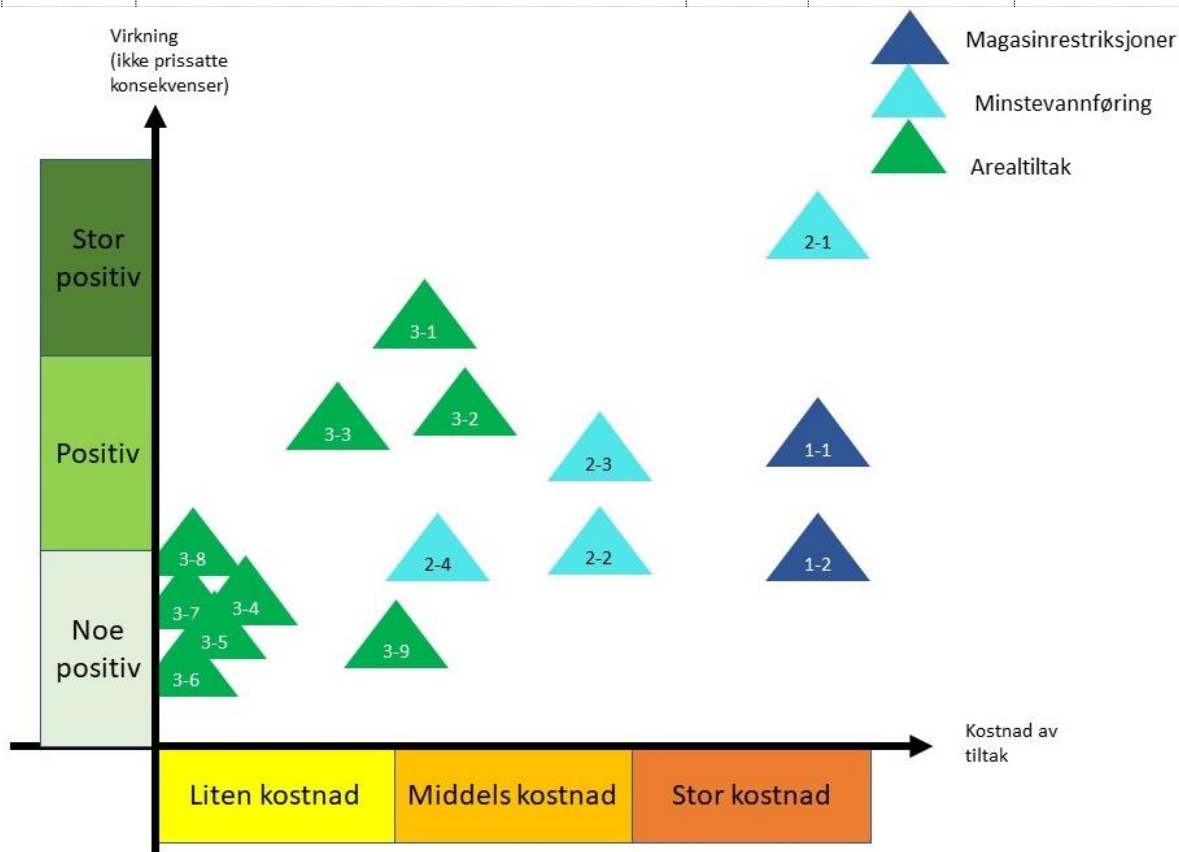 Virkning
(ikke prissatte
konsekvenser)
Magasinrestriksjoner
Minstevannføring
Arealtiltak
Stor
positiv
Positiv
Noe
positiv
2-1
3-1
3-2
3-3
1-1
2-3
3-8
2-4
2-2
1-2
3-7
3-4
3-5
3-9
3-6
Kostnad av
tiltak
Liten kostnad
Middels kostnad
Stor kostnad